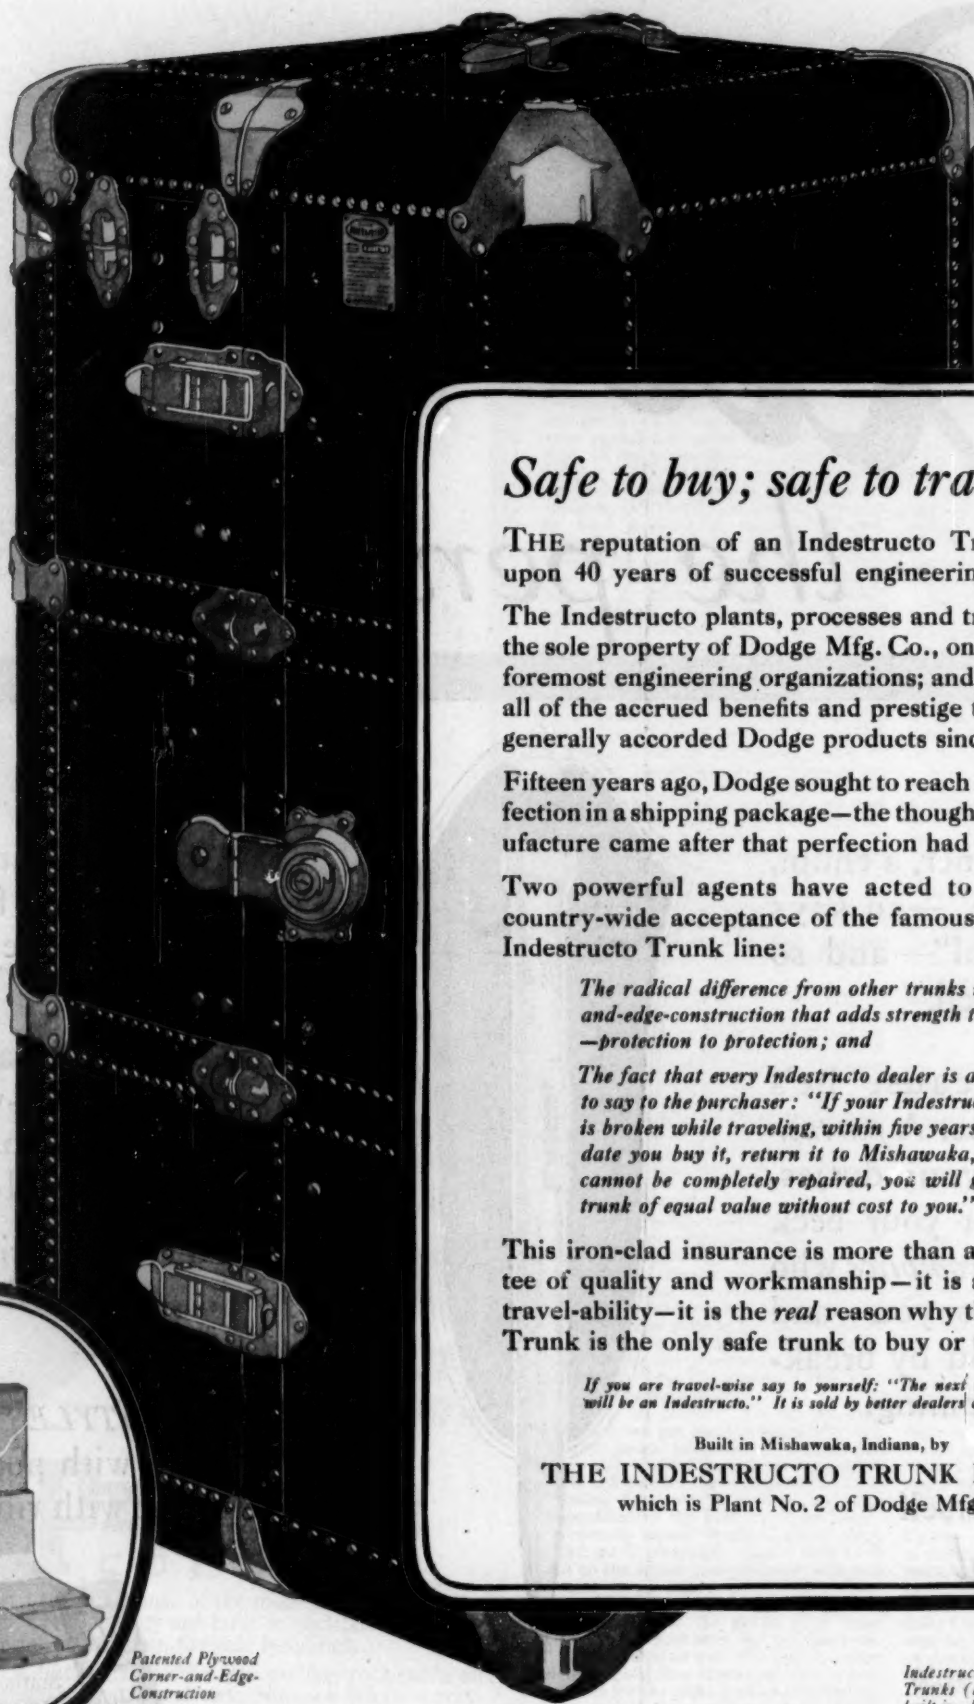 Safe to buy; safe to tra
THE reputation of an Indestructo Tr
upon 40 years of successful engineerin
The Indestructo plants, processes and t
the sole property of Dodge Mfg. Co., on
foremost engineering organizations; and
all of the accrued benefits and prestige t
generally accorded Dodge products sinc
Fifteen years ago, Dodge sought to reach
fection in a shipping package—the though
ufacture came after that perfection had
Two powerful agents have acted to
country-wide acceptance of the famous
Indestructo Trunk line:
The radical difference from other trunks
and-edge-construction that adds strength t
—protection to protection; and
The fact that every Indestructo dealer is a
to say to the purchaser: "If your Indestru
is broken while traveling, within five years
date you buy it, return it to Mishawaka,
cannot be completely repaired, you will g
trunk of equal value without cost to you."
This iron-clad insurance is more than a
tee of quality and workmanship—it is
travel-ability—it is the real reason why t
Trunk is the only safe trunk to buy or
If you are travel-wise say to yourself: "The next
will be an Indestructo." It is sold by better dealers
Built in Mishawaka, Indiana, by
THE INDESTRUCTO TRUNK
which is Plant No. 2 of Dodge Mfg
Patented Plywood
Corner-and-Edge-
Construction
Indestruc
Trunks (